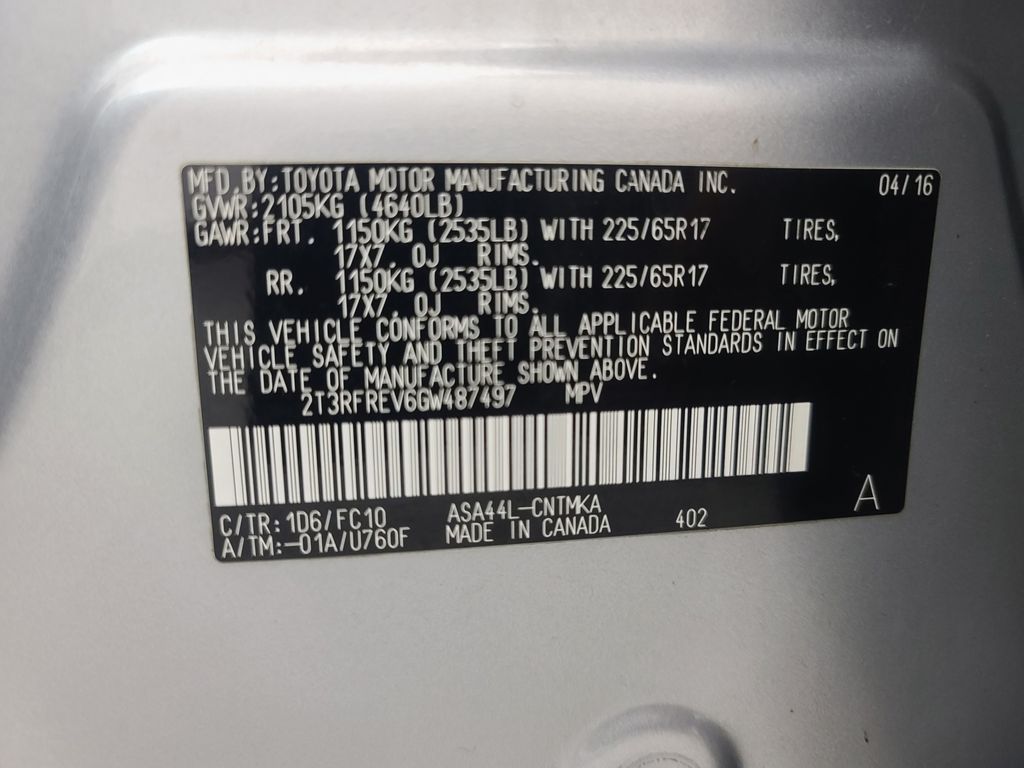 MFD.BY:TOYOTA MOTOR MANUFACTURING CANADA INC. 04/16
GVWR:2105KG (4640LB)
GAWR:FRT. 1150KG (2535LB) WITH 225/65R17 TIRES,
17X7.0J RIMS.
RR. 1150KG (2535LB) WITH 225/65R17 TIRES,
17X7.0J RIMS.
THIS VEHICLE CONFORMS TO ALL APPLICABLE FEDERAL MOTOR
VEHICLE SAFETY AND THEFT PREVENTION STANDARDS IN EFFECT ON
THE DATE OF MANUFACTURE SHOWN ABOVE.
2T3RFREV6GW487497 MPV
A
C/TR: 1D6/FC10 ASA44L-CNTMKA 402
A/TM:-01A/U760F MADE IN CANADA